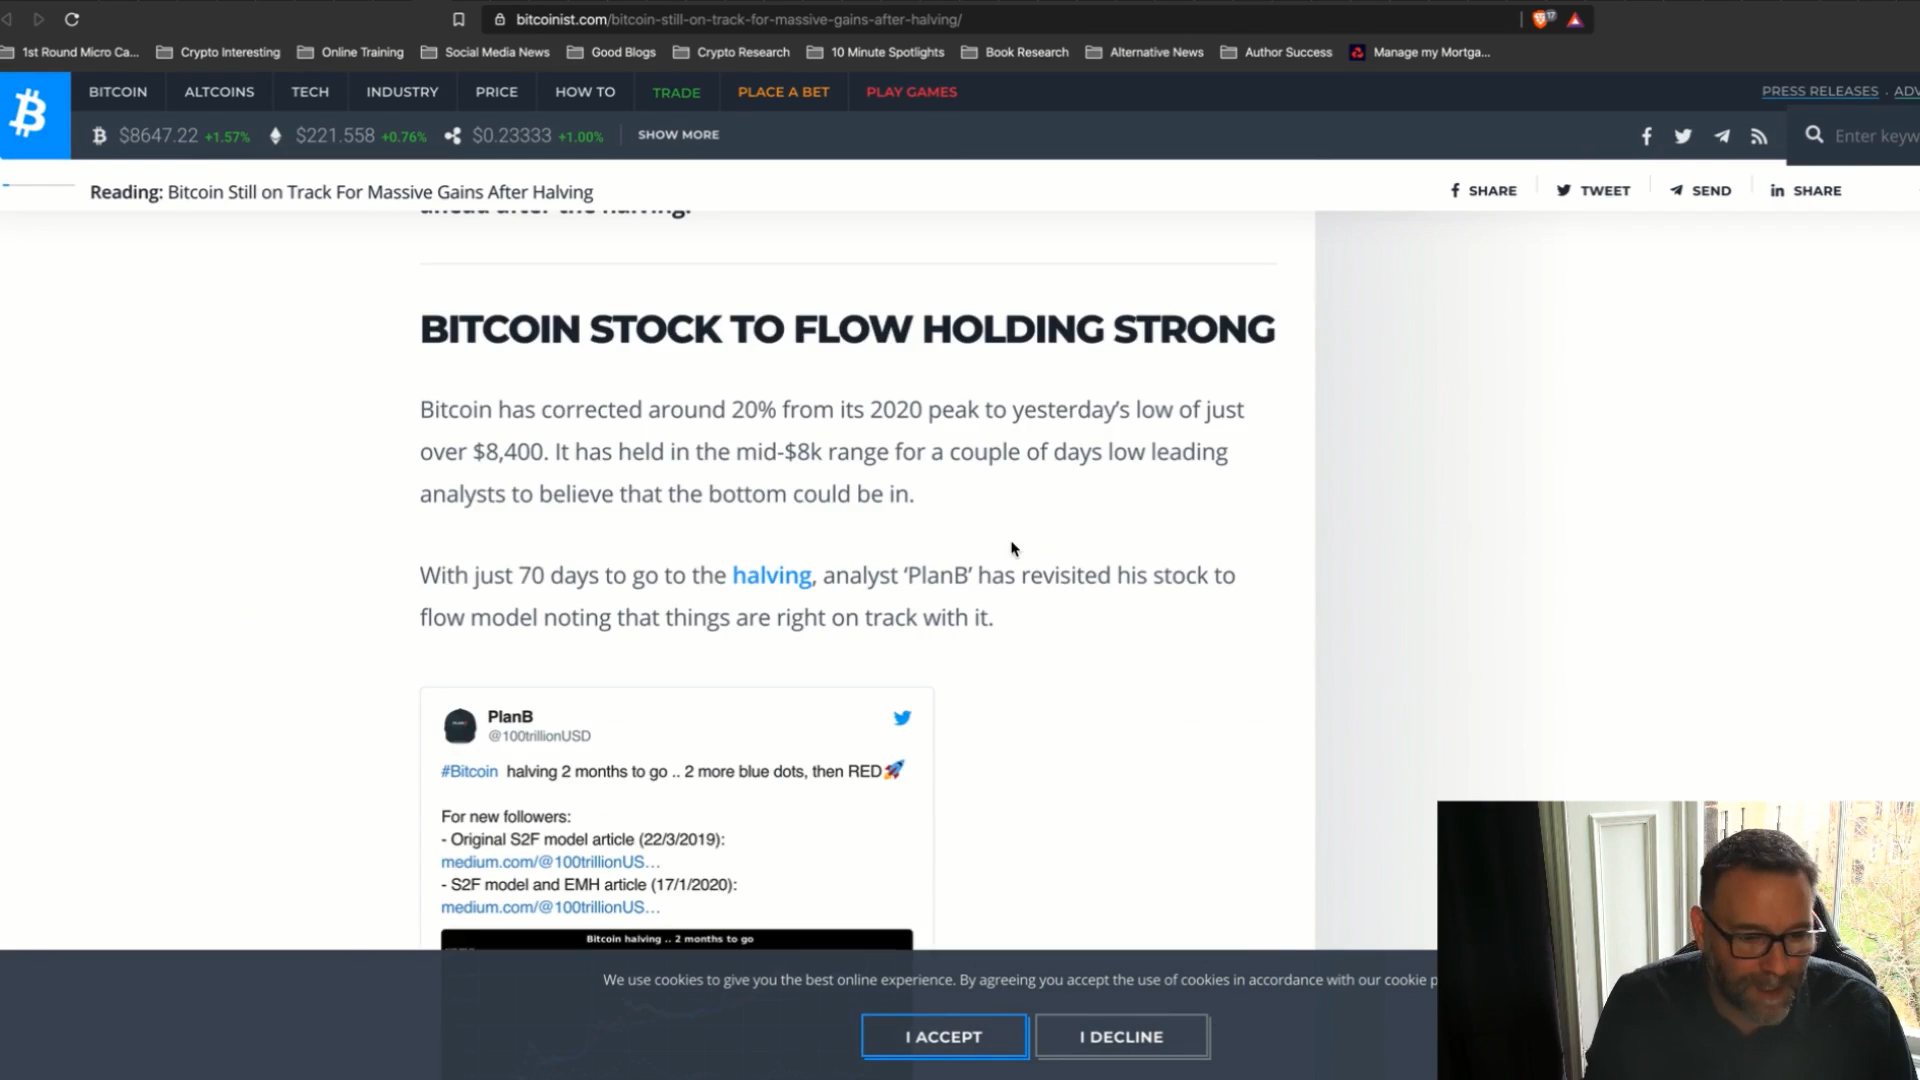 bitcoinist.com/bitcoin-still-on-track-for-massive-gains-after-halving/
17
1st Round Micro Ca... Crypto Interesting Online Training Social Media News Good Blogs Crypto Research 10 Minute Spotlights Book Research Alternative News Author Success Manage my Mortga...
BITCOIN ALTCOINS TECH INDUSTRY PRICE HOW TO TRADE PLACE A BET PLAY GAMES PRESS RELEASES · ADV
$8647.22 +1.57% $221.558 +0.76% $0.23333 +1.00% SHOW MORE Enter keyw
Reading: Bitcoin Still on Track For Massive Gains After Halving SHARE TWEET SEND SHARE
ahead after the halving.
BITCOIN STOCK TO FLOW HOLDING STRONG
Bitcoin has corrected around 20% from its 2020 peak to yesterday’s low of just
over $8,400. It has held in the mid-$8k range for a couple of days low leading
analysts to believe that the bottom could be in.
With just 70 days to go to the halving, analyst ‘PlanB’ has revisited his stock to
flow model noting that things are right on track with it.
PlanB
@100trillionUSD
#Bitcoin halving 2 months to go .. 2 more blue dots, then RED🚀
For new followers:
- Original S2F model article (22/3/2019):
medium.com/@100trillionUS…
- S2F model and EMH article (17/1/2020):
medium.com/@100trillionUS…
Bitcoin halving .. 2 months to go
We use cookies to give you the best online experience. By agreeing you accept the use of cookies in accordance with our cookie p
I ACCEPT I DECLINE